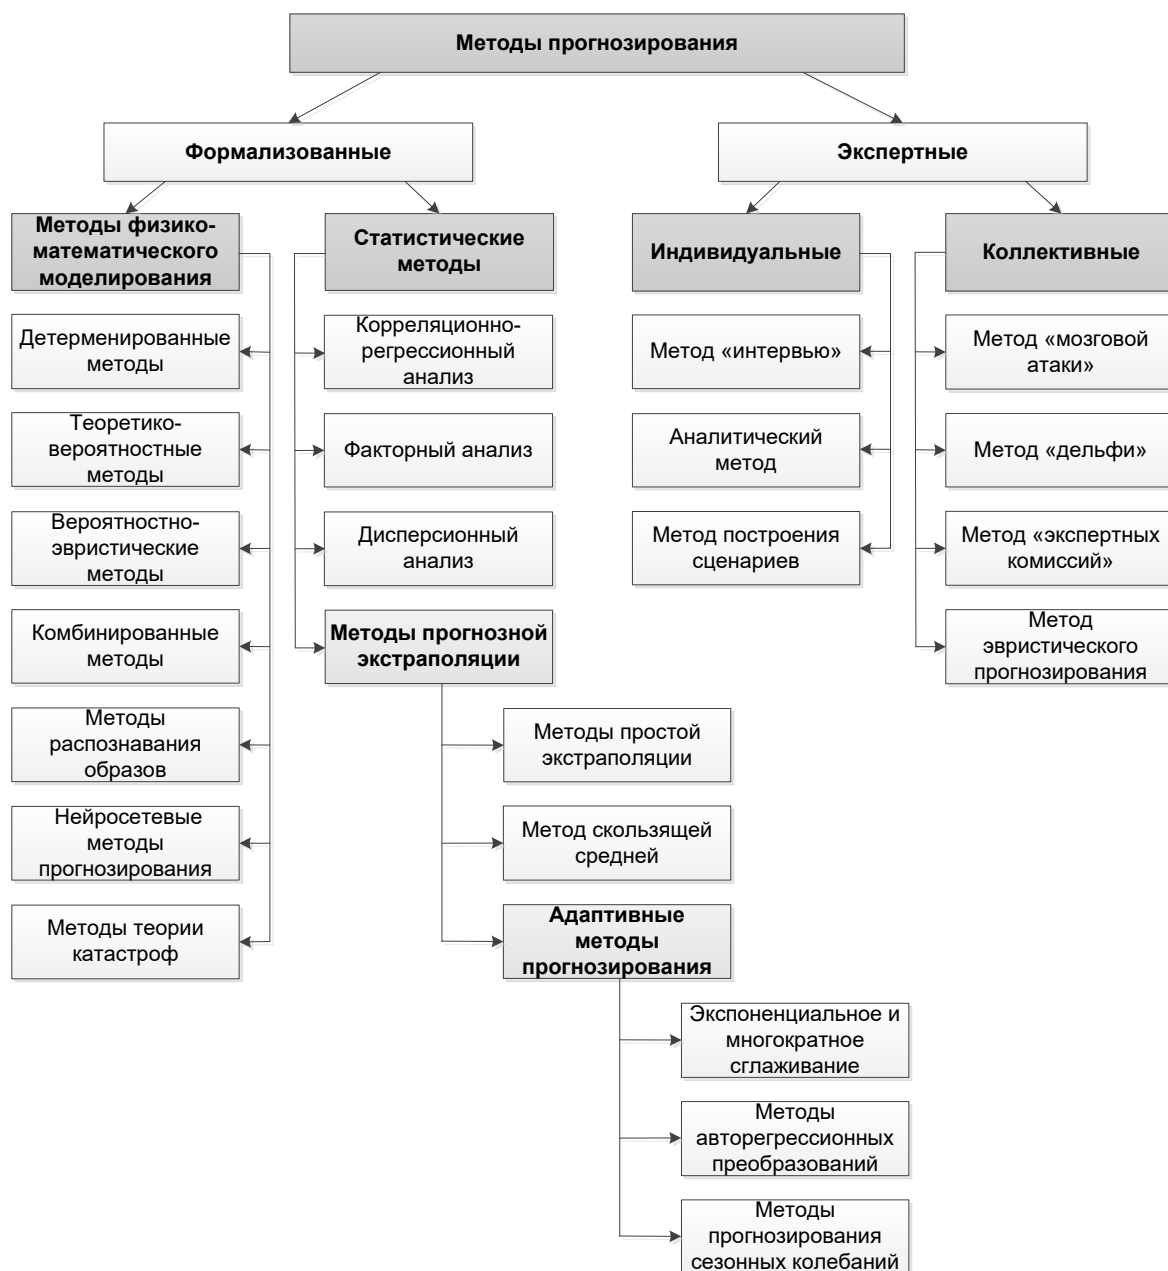 Методы прогнозирования
Формализованные
Экспертные
Методы физико-
математического
моделирования
Статистические
методы
Индивидуальные
Коллективные
Детерменированные
методы
Корреляционно-
регрессионный
анализ
Метод «интервью»
Метод «мозговой
атаки»
Теоретико-
вероятностные
методы
Факторный анализ
Аналитический
метод
Метод «дельфи»
Вероятностно-
эвристические
методы
Дисперсионный
анализ
Метод построения
сценариев
Метод «экспертных
комиссий»
Комбинированные
методы
Методы прогнозной
экстраполяции
Метод
эвристического
прогнозирования
Методы
распознавания
образов
Методы простой
экстраполяции
Нейросетевые
методы
прогнозирования
Метод скользящей
средней
Методы теории
катастроф
Адаптивные
методы
прогнозирования
Экспоненциальное и
многократное
сглаживание
Методы
авторегрессионных
преобразований
Методы
прогнозирования
сезонных колебаний